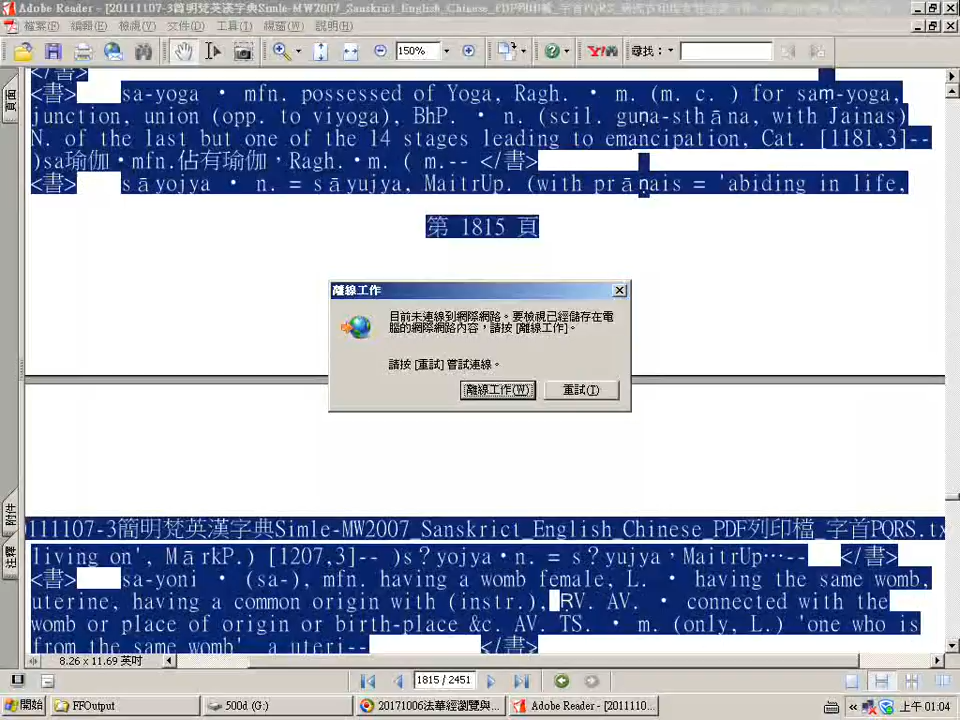 Adobe Reader - [20111107-3簡明梵英漢字典Simle-MW2007_Sanskrict_English_Chinese_PDF列印檔_字首PQRS
檔案(F) 編輯(E) 檢視(V) 文件(D) 工具(T) 視窗(W) 說明(H)
150% Y! 尋找:
頁面
</書>
<書> sa-yoga ‧ mfn. possessed of Yoga, Ragh. ‧ m. (m. c. ) for saṃ-yoga,
junction, union (opp. to viyoga), BhP. ‧ n. (scil. guṇa-sthāna, with Jainas)
N. of the last but one of the 14 stages leading to emancipation, Cat. [1181,3]--
)sa瑜伽‧mfn.佔有瑜伽，Ragh.‧m. ( m.-- </書>
<書> sāyojya ‧ n. = sāyujya, MaitrUp. (with prāṇais = 'abiding in life,
第 1815 頁
離線工作
目前未連線到網際網路。要檢視已經儲存在電
腦的網際網路內容，請按 [離線工作]。
請按 [重試] 嘗試連線。
離線工作(W) 重試(T)
附件
注釋
111107-3簡明梵英漢字典Simle-MW2007_Sanskrict_English_Chinese_PDF列印檔_字首PQRS.tx
living on', MārkP.) [1207,3]-- )s？yojya‧n. = s？yujya，MaitrUp…-- </書>
<書> sa-yoni ‧ (sa-), mfn. having a womb female, L. ‧ having the same womb,
uterine, having a common origin with (instr.), ṚV. AV. ‧ connected with the
womb or place of origin or birth-place &c. AV. TS. ‧ m. (only, L.) 'one who is
from the same womb' a uteri-- </書>
8.26 x 11.69 英吋
1815 / 2451
開始 FFOutput 500d (G:) 20171006法華經瀏覽與... Adobe Reader - [2011110... 上午 01:04